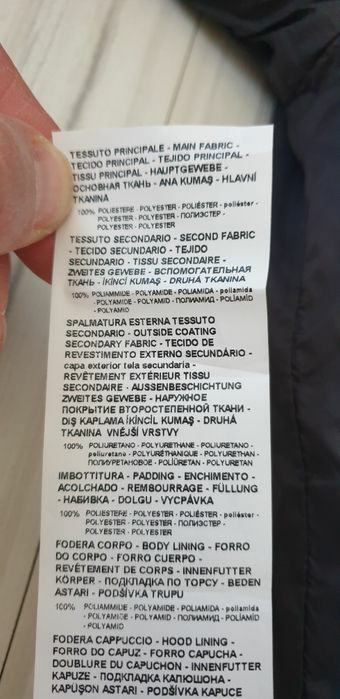 TESSUTO PRINCIPALE - MAIN FABRIC -
TECIDO PRINCIPAL - TEJIDO PRINCIPAL -
TISSU PRINCIPAL - HAUPTGEWEBE -
ОСНОВНАЯ ТКАНЬ - ANA KUMAŞ - HLAVNÍ
TKANINA
100% POLIESTERE - POLYESTER - POLIÉSTER - poliéster -
POLYESTER - POLYESTER - ПОЛИЭСТЕР -
POLYESTER - POLYESTER
TESSUTO SECONDARIO - SECOND FABRIC
- TECIDO SECUNDÁRIO - TEJIDO
SECUNDARIO - TISSU SECONDAIRE -
ZWEITES GEWEBE - ВСПОМОГАТЕЛЬНАЯ
ТКАНЬ - İKİNCİ KUMAŞ - DRUHÁ TKANINA
100% POLIAMMIDE - POLYAMIDE - POLIAMIDA - poliamida
- POLYAMIDE - POLYAMID - ПОЛИАМИД - POLİAMİD
- POLYAMID
SPALMATURA ESTERNA TESSUTO
SECONDARIO - OUTSIDE COATING
SECONDARY FABRIC - TECIDO DE
REVESTIMENTO EXTERNO SECUNDÁRIO -
capa exterior tela secundaria -
REVÊTEMENT EXTÉRIEUR TISSU
SECONDAIRE - AUSSENBESCHICHTUNG
ZWEITES GEWEBE - НАРУЖНОЕ
ПОКРЫТИЕ ВТОРОСТЕПЕННОЙ ТКАНИ -
DIŞ KAPLAMA İKİNCİL KUMAŞ - DRUHÁ
TKANINA VNĚJŠÍ VRSTVY
100% POLIURETANO - POLYURETHANE - POLIURETANO -
poliuretano - POLYURÉTHANIQUE - POLYURETHAN -
ПОЛИУРЕТАНОВОЕ - POLİÜRETAN - POLYURETAN
IMBOTTITURA - PADDING - ENCHIMENTO -
ACOLCHADO - REMBOURRAGE - FÜLLUNG
- НАБИВКА - DOLGU - VYCPÁVKA
100% POLIESTERE - POLYESTER - POLIÉSTER - poliéster -
POLYESTER - POLYESTER - ПОЛИЭСТЕР -
POLYESTER - POLYESTER
FODERA CORPO - BODY LINING - FORRO
DO CORPO - FORRO CUERPO -
REVÊTEMENT DE CORPS - INNENFUTTER
KÖRPER - ПОДКЛАДКА ПО ТОРСУ - BEDEN
ASTARI - PODŠÍVKA TRUPU
100% POLIAMMIDE - POLYAMIDE - POLIAMIDA - poliamida
- POLYAMIDE - POLYAMID - ПОЛИАМИД - POLİAMİD
- POLYAMID
FODERA CAPPUCCIO - HOOD LINING -
FORRO DO CAPUZ - FORRO CAPUCHA -
DOUBLURE DU CAPUCHON - INNENFUTTER
KAPUZE - ПОДКЛАДКА КАПЮШОНА -
KAPÜŞON ASTARI - PODŠÍVKA KAPUCE